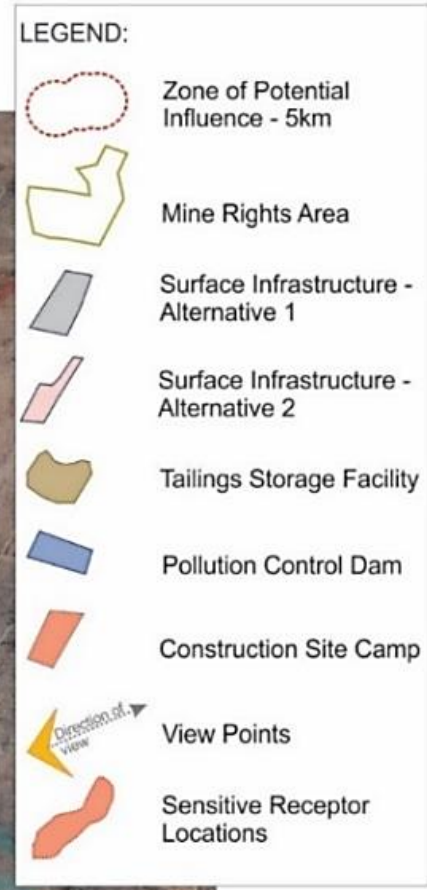 LEGEND:
Zone of Potential
Influence - 5km
Mine Rights Area
Surface Infrastructure -
Alternative 1
Surface Infrastructure -
Alternative 2
Tailings Storage Facility
Pollution Control Dam
Construction Site Camp
Direction of
view
View Points
Sensitive Receptor
Locations